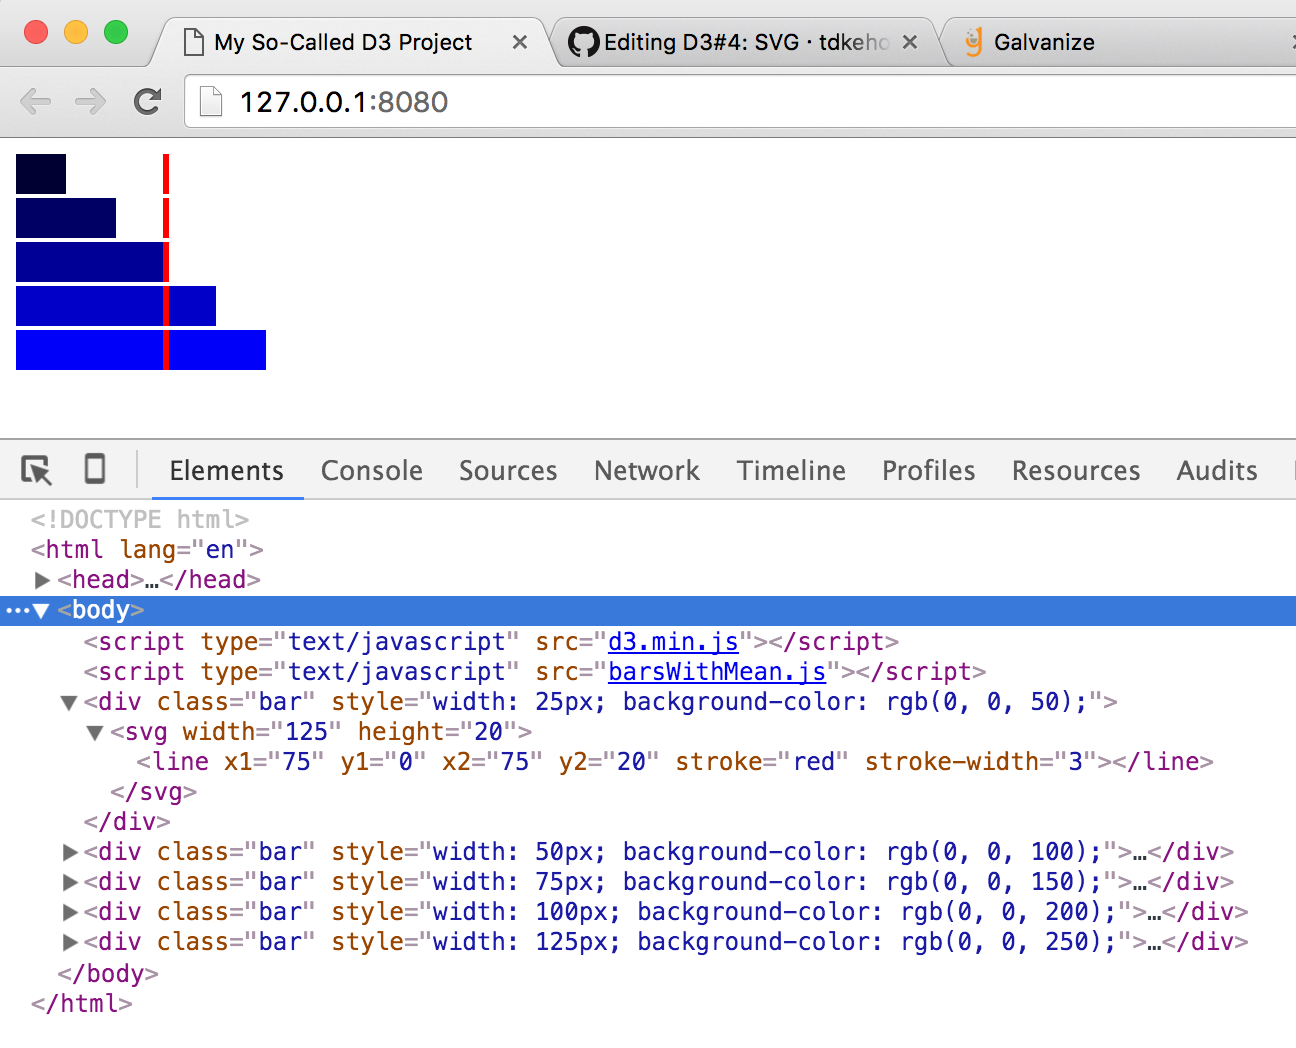 My So-Called D3 Project
Editing D3#4: SVG · tdkeho
Galvanize
127.0.0.1:8080
Elements Console Sources Network Timeline Profiles Resources Audits
<!DOCTYPE html>
<html lang="en">
<head>…</head>
<body>
<script type="text/javascript" src="d3.min.js"></script>
<script type="text/javascript" src="barsWithMean.js"></script>
<div class="bar" style="width: 25px; background-color: rgb(0, 0, 50);">
<svg width="125" height="20">
<line x1="75" y1="0" x2="75" y2="20" stroke="red" stroke-width="3"></line>
</svg>
</div>
<div class="bar" style="width: 50px; background-color: rgb(0, 0, 100);">…</div>
<div class="bar" style="width: 75px; background-color: rgb(0, 0, 150);">…</div>
<div class="bar" style="width: 100px; background-color: rgb(0, 0, 200);">…</div>
<div class="bar" style="width: 125px; background-color: rgb(0, 0, 250);">…</div>
</body>
</html>